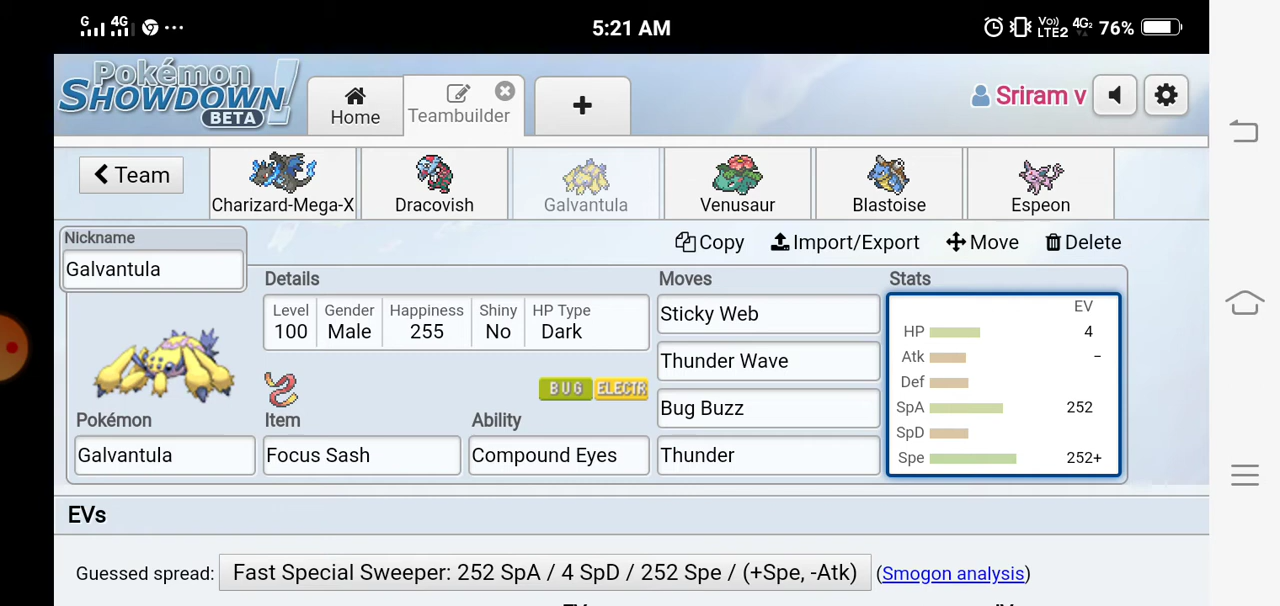 G 4G 5:21 AM Vo) LTE2 4G2 76%
Pokémon
SHOWDOWN!
BETA
Home
Teambuilder
+
Sriram v
Team
Charizard-Mega-X
Dracovish
Galvantula
Venusaur
Blastoise
Espeon
Nickname
Galvantula
Copy Import/Export Move Delete
Details
Level Gender Happiness Shiny HP Type
100 Male 255 No Dark
BUG ELECTR
Pokémon
Galvantula
Item
Focus Sash
Ability
Compound Eyes
Moves
Sticky Web
Thunder Wave
Bug Buzz
Thunder
Stats
EV
HP 4
Atk –
Def
SpA 252
SpD
Spe 252+
EVs
Guessed spread: Fast Special Sweeper: 252 SpA / 4 SpD / 252 Spe / (+Spe, -Atk) (Smogon analysis)